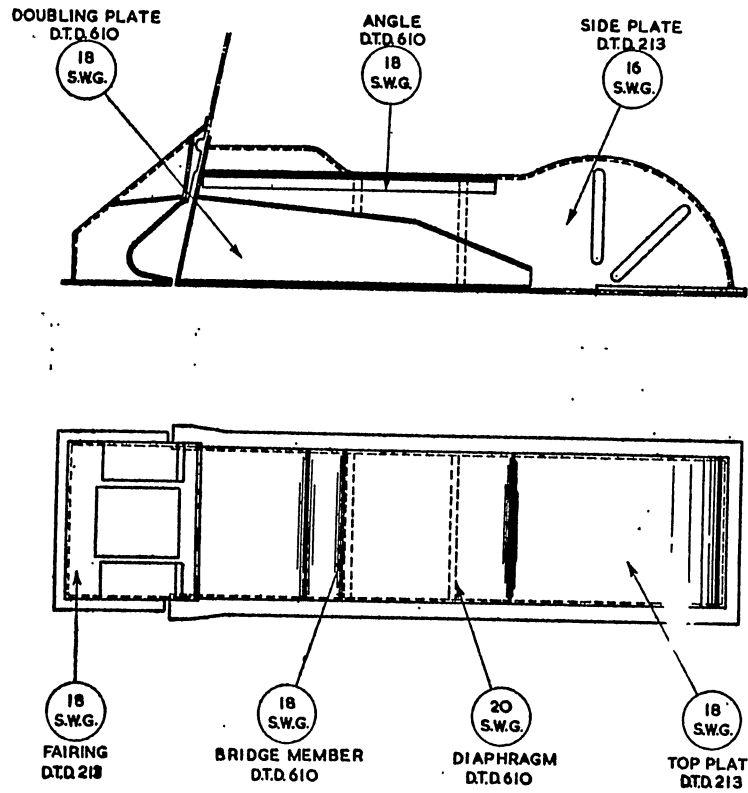 DOUBLING PLATE
D.T.D. 610
18
S.W.G.
ANGLE
D.T.D. 610
18
S.W.G.
SIDE PLATE
D.T.D. 213
16
S.W.G.
18
S.W.G.
FAIRING
D.T.D. 213
18
S.W.G.
BRIDGE MEMBER
D.T.D. 610
20
S.W.G.
DIAPHRAGM
D.T.D. 610
18
S.W.G.
TOP PLAT
D.T.D. 213